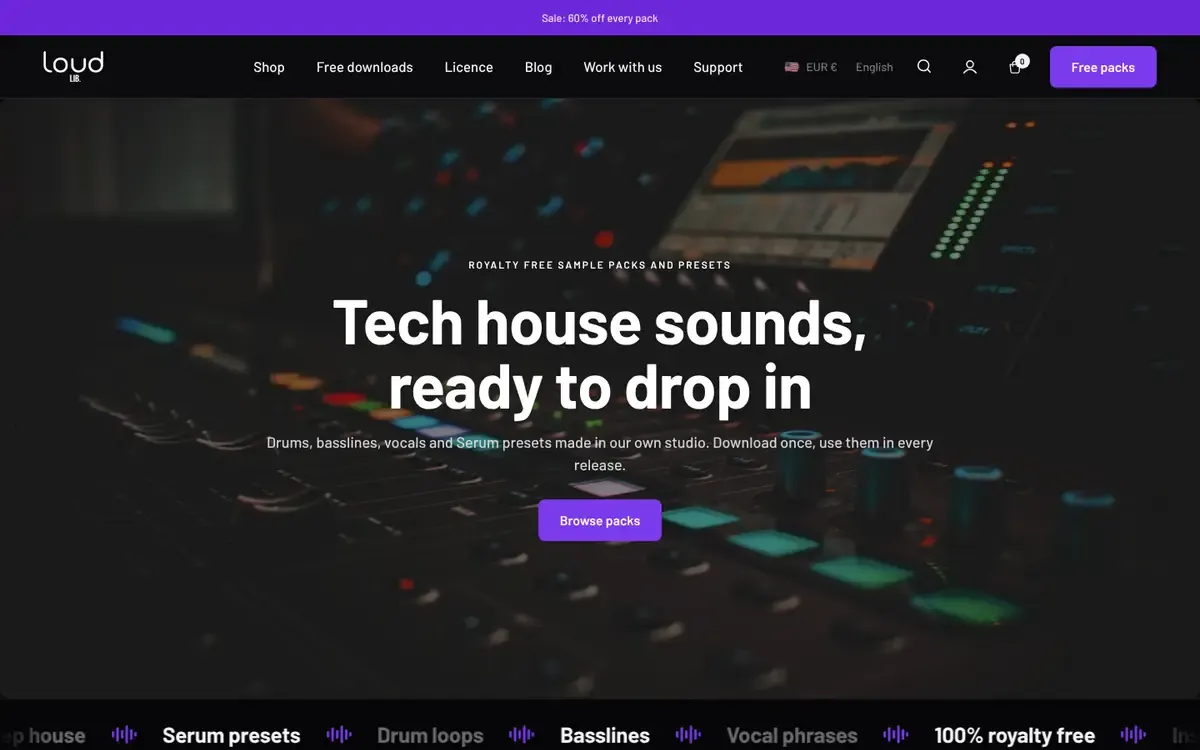 Sale: 60% off every pack
loud
LIB.
Shop
Free downloads
Licence
Blog
Work with us
Support
EUR €
English
0
Free packs
ROYALTY FREE SAMPLE PACKS AND PRESETS
Tech house sounds,
ready to drop in
Drums, basslines, vocals and Serum presets made in our own studio. Download once, use them in every
release.
Browse packs
ep house
Serum presets
Drum loops
Basslines
Vocal phrases
100% royalty free